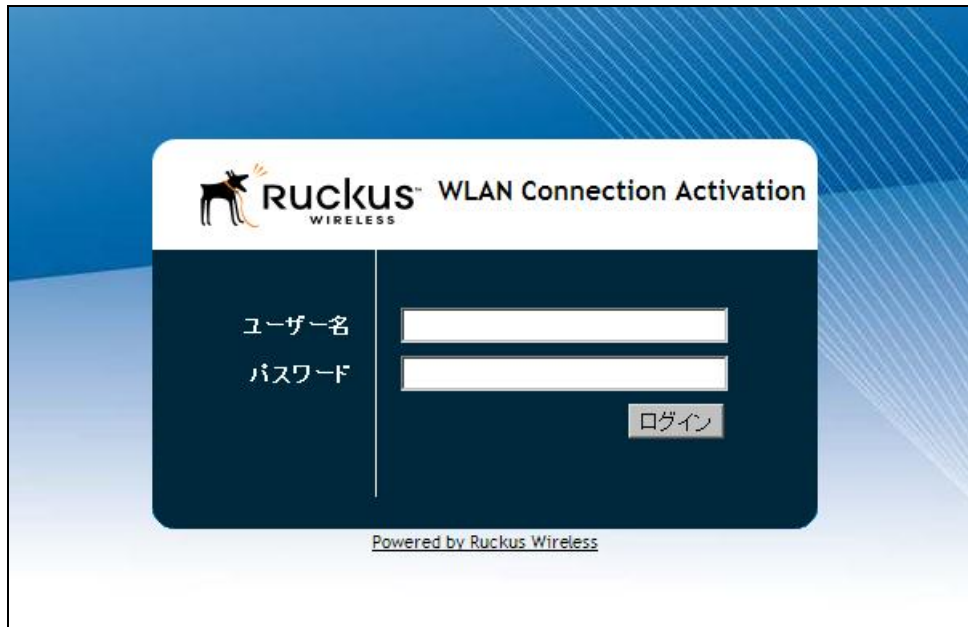 Ruckus™ WLAN Connection Activation
WIRELESS
ユーザー名
パスワード
ログイン
Powered by Ruckus Wireless